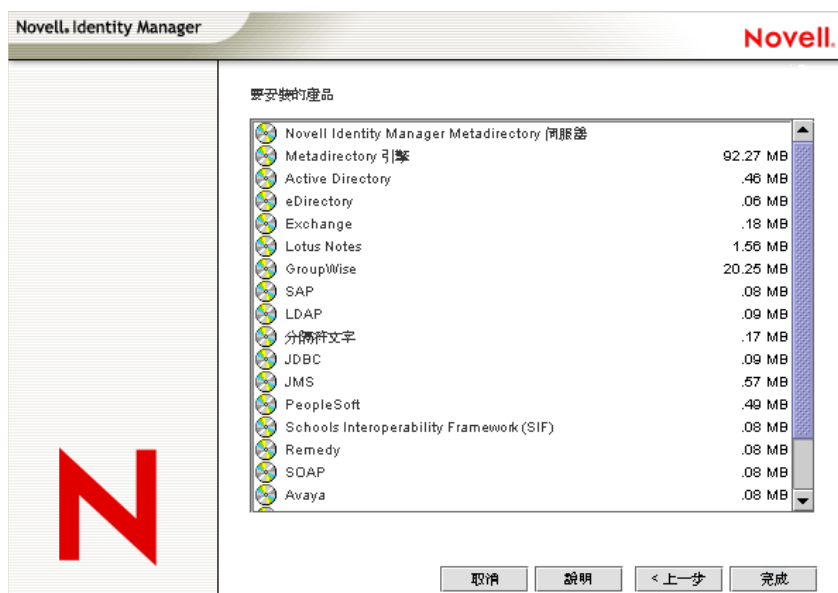 Novell. Identity Manager
Novell.
要安裝的產品
Novell Identity Manager Metadirectory 伺服器
Metadirectory 引擎 92.27 MB
Active Directory .46 MB
eDirectory .06 MB
Exchange .18 MB
Lotus Notes 1.56 MB
GroupWise 20.25 MB
SAP .08 MB
LDAP .09 MB
分隔符文字 .17 MB
JDBC .09 MB
JMS .57 MB
PeopleSoft .49 MB
Schools Interoperability Framework (SIF) .08 MB
Remedy .08 MB
SOAP .08 MB
Avaya .08 MB
N
取消 說明 < 上一步 完成